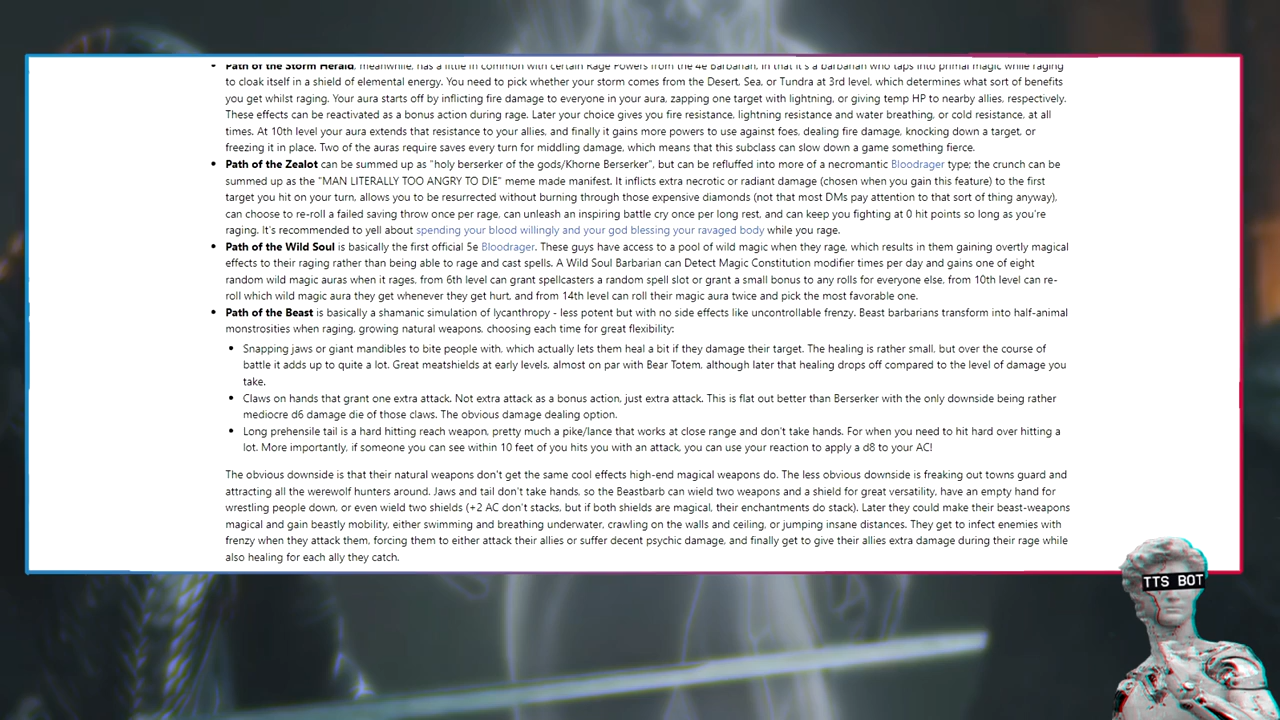 Path of the Storm Herald, meanwhile, has a little in common with certain Rage Powers from the 4e Barbarian, in that it's a barbarian who taps into primal magic while raging
to cloak itself in a shield of elemental energy. You need to pick whether your storm comes from the Desert, Sea, or Tundra at 3rd level, which determines what sort of benefits
you get whilst raging. Your aura starts off by inflicting fire damage to everyone in your aura, zapping one target with lightning, or giving temp HP to nearby allies, respectively.
These effects can be reactivated as a bonus action during rage. Later your choice gives you fire resistance, lightning resistance and water breathing, or cold resistance, at all
times. At 10th level your aura extends that resistance to your allies, and finally it gains more powers to use against foes, dealing fire damage, knocking down a target, or
freezing it in place. Two of the auras require saves every turn for middling damage, which means that this subclass can slow down a game something fierce.
Path of the Zealot can be summed up as "holy berserker of the gods/Khorne Berserker", but can be refluffed into more of a necromantic Bloodrager type; the crunch can be
summed up as the "MAN LITERALLY TOO ANGRY TO DIE" meme made manifest. It inflicts extra necrotic or radiant damage (chosen when you gain this feature) to the first
target you hit on your turn, allows you to be resurrected without burning through those expensive diamonds (not that most DMs pay attention to that sort of thing anyway),
can choose to re-roll a failed saving throw once per rage, can unleash an inspiring battle cry once per long rest, and can keep you fighting at 0 hit points so long as you're
raging. It's recommended to yell about spending your blood willingly and your god blessing your ravaged body while you rage.
Path of the Wild Soul is basically the first official 5e Bloodrager. These guys have access to a pool of wild magic when they rage, which results in them gaining overtly magical
effects to their raging rather than being able to rage and cast spells. A Wild Soul Barbarian can Detect Magic Constitution modifier times per day and gains one of eight
random wild magic auras when it rages, from 6th level can grant spellcasters a random spell slot or grant a small bonus to any rolls for everyone else, from 10th level can re-
roll which wild magic aura they get whenever they get hurt, and from 14th level can roll their magic aura twice and pick the most favorable one.
Path of the Beast is basically a shamanic simulation of lycanthropy - less potent but with no side effects like uncontrollable frenzy. Beast barbarians transform into half-animal
monstrosities when raging, growing natural weapons, choosing each time for great flexibility:
Snapping jaws or giant mandibles to bite people with, which actually lets them heal a bit if they damage their target. The healing is rather small, but over the course of
battle it adds up to quite a lot. Great meatshields at early levels, almost on par with Bear Totem, although later that healing drops off compared to the level of damage you
take.
Claws on hands that grant one extra attack. Not extra attack as a bonus action, just extra attack. This is flat out better than Berserker with the only downside being rather
mediocre d6 damage die of those claws. The obvious damage dealing option.
Long prehensile tail is a hard hitting reach weapon, pretty much a pike/lance that works at close range and don't take hands. For when you need to hit hard over hitting a
lot. More importantly, if someone you can see within 10 feet of you hits you with an attack, you can use your reaction to apply a d8 to your AC!
The obvious downside is that their natural weapons don't get the same cool effects high-end magical weapons do. The less obvious downside is freaking out towns guard and
attracting all the werewolf hunters around. Jaws and tail don't take hands, so the Beastbarb can wield two weapons and a shield for great versatility, have an empty hand for
wrestling people down, or even wield two shields (+2 AC don't stacks, but if both shields are magical, their enchantments do stack). Later they could make their beast-weapons
magical and gain beastly mobility, either swimming and breathing underwater, crawling on the walls and ceiling, or jumping insane distances. They get to infect enemies with
frenzy when they attack them, forcing them to either attack their allies or suffer decent psychic damage, and finally get to give their allies extra damage during their rage while
also healing for each ally they catch.
TTS BOT